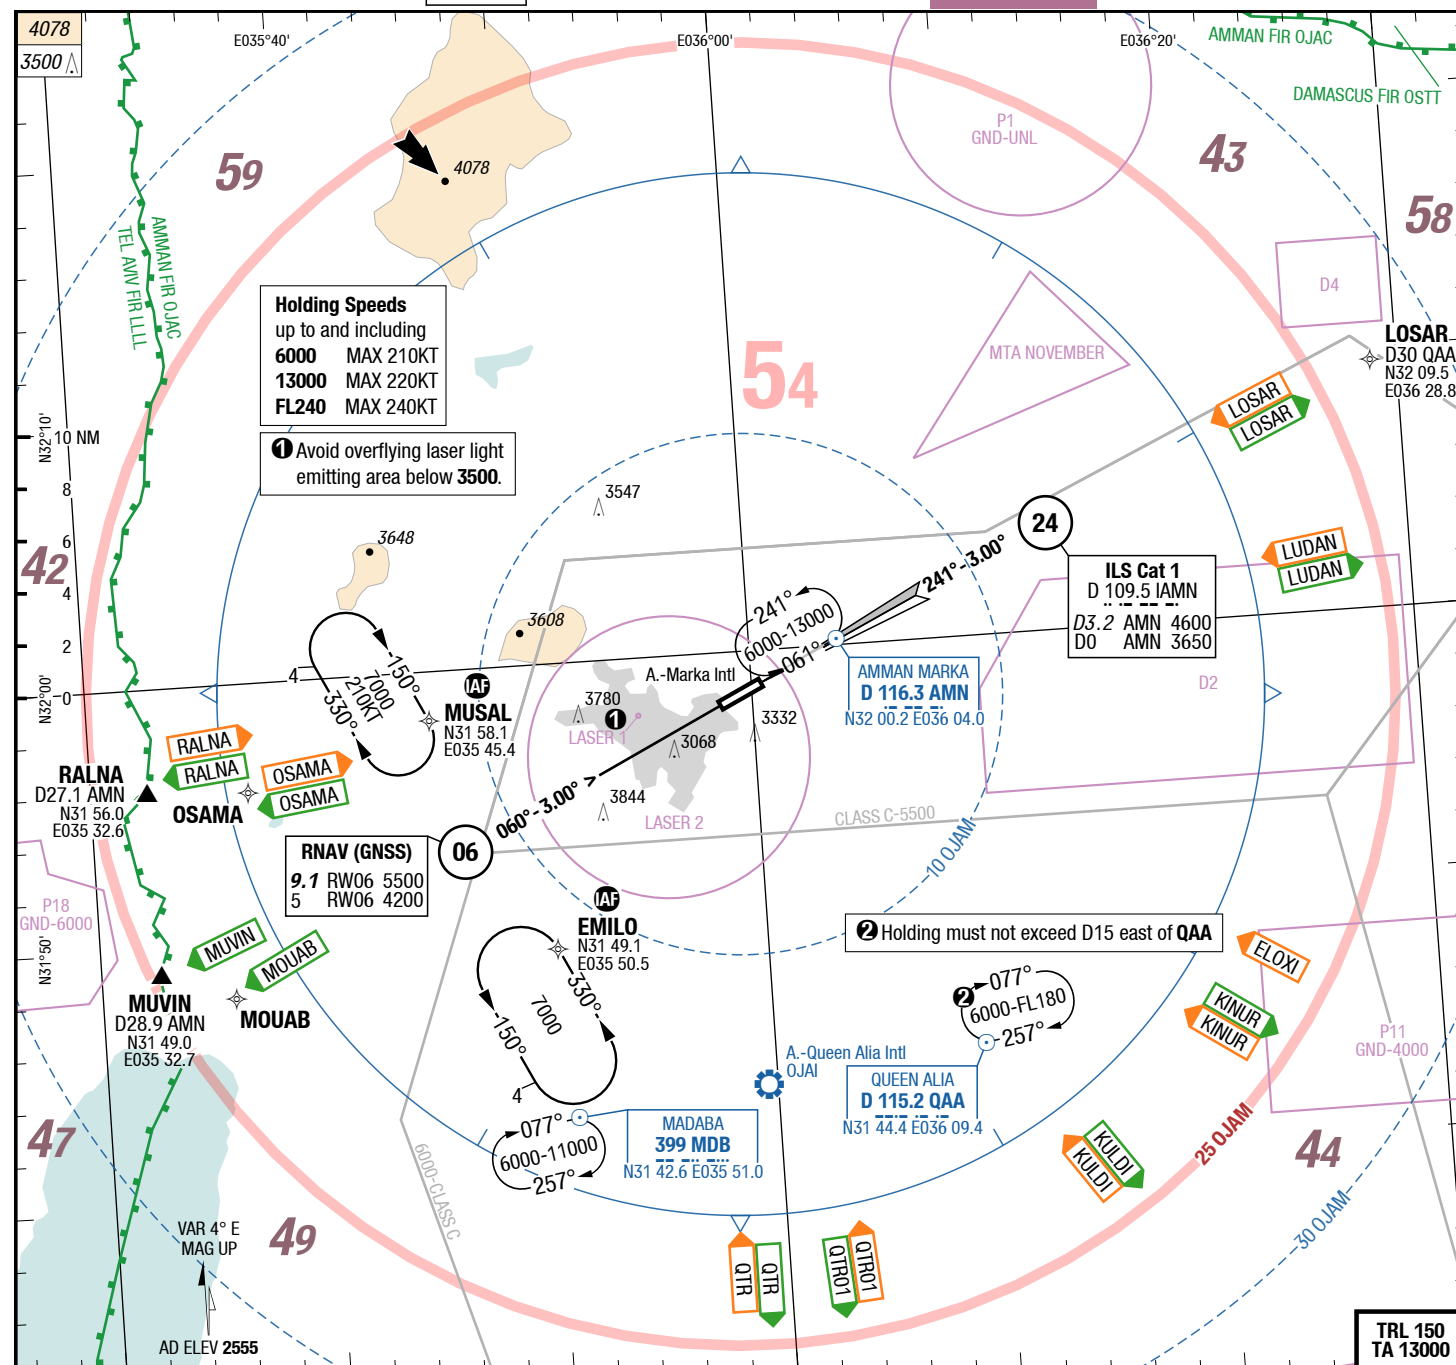 4078
3500
E035°40'
E036°00'
E036°20'
AMMAN FIR OJAC
DAMASCUS FIR OSTT
59
4078
P1
GND-UNL
43
58
AMMAN FIR OJAC
TEL AVIV FIR LLLL
D4
Holding Speeds
up to and including
6000 MAX 210KT
13000 MAX 220KT
FL240 MAX 240KT
54
MTA NOVEMBER
LOSAR
D30 QAA
N32 09.5
E036 28.8
LOSAR
LOSAR
1 Avoid overflying laser light
emitting area below 3500.
N32°10'
10 NM
8
6
4
2
0
N32°00'
42
3648
3547
24
241°-3.00°
ILS Cat 1
D 109.5 IAMN
D3.2 AMN 4600
D0 AMN 3650
LUDAN
LUDAN
3608
241°
6000-13000
061°
4
150°
7000
210KT
330°
IAF
MUSAL
N31 58.1
E035 45.4
A.-Marka Intl
3780
1
LASER 1
3068
3332
AMMAN MARKA
D 116.3 AMN
N32 00.2 E036 04.0
D2
RALNA
RALNA
OSAMA
OSAMA
RALNA
D27.1 AMN
N31 56.0
E035 32.6
OSAMA
060°-3.00° >
3844
LASER 2
CLASS C-5500
10 OJAM
06
RNAV (GNSS)
9.1 RW06 5500
5 RW06 4200
P18
GND-6000
N31°50'
MUVIN
MOUAB
IAF
EMILO
N31 49.1
E035 50.5
2 Holding must not exceed D15 east of QAA
ELOXI
KINUR
KINUR
MUVIN
D28.9 AMN
N31 49.0
E035 32.7
MOUAB
330°
7000
150°
4
2
077°
6000-FL180
257°
P11
GND-4000
A.-Queen Alia Intl
OJAI
QUEEN ALIA
D 115.2 QAA
N31 44.4 E036 09.4
077°
6000-11000
257°
MADABA
399 MDB
N31 42.6 E035 51.0
KULDI
KULDI
25 OJAM
44
47
6000-CLASS C
49
VAR 4° E
MAG UP
30 OJAM
QTR
QTR
QTR01
QTR01
AD ELEV 2555
TRL 150
TA 13000